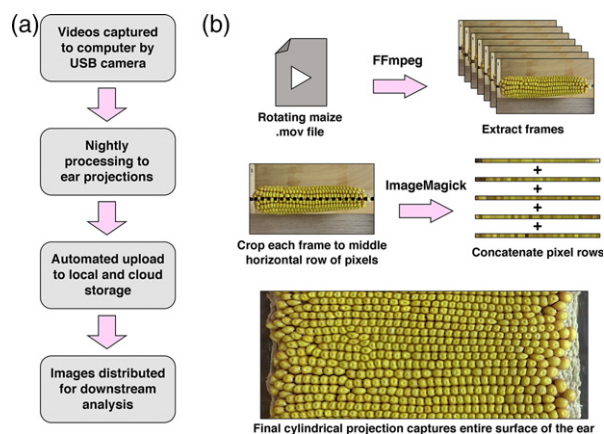 (a)
Videos captured
to computer by
USB camera
Nightly
processing to
ear projections
Automated upload
to local and cloud
storage
Images distributed
for downstream
analysis
(b)
FFmpeg
Rotating maize
.mov file
Extract frames
ImageMagick
+
+
+
+
Crop each frame to middle
horizontal row of pixels
Concatenate pixel rows
Final cylindrical projection captures entire surface of the ear